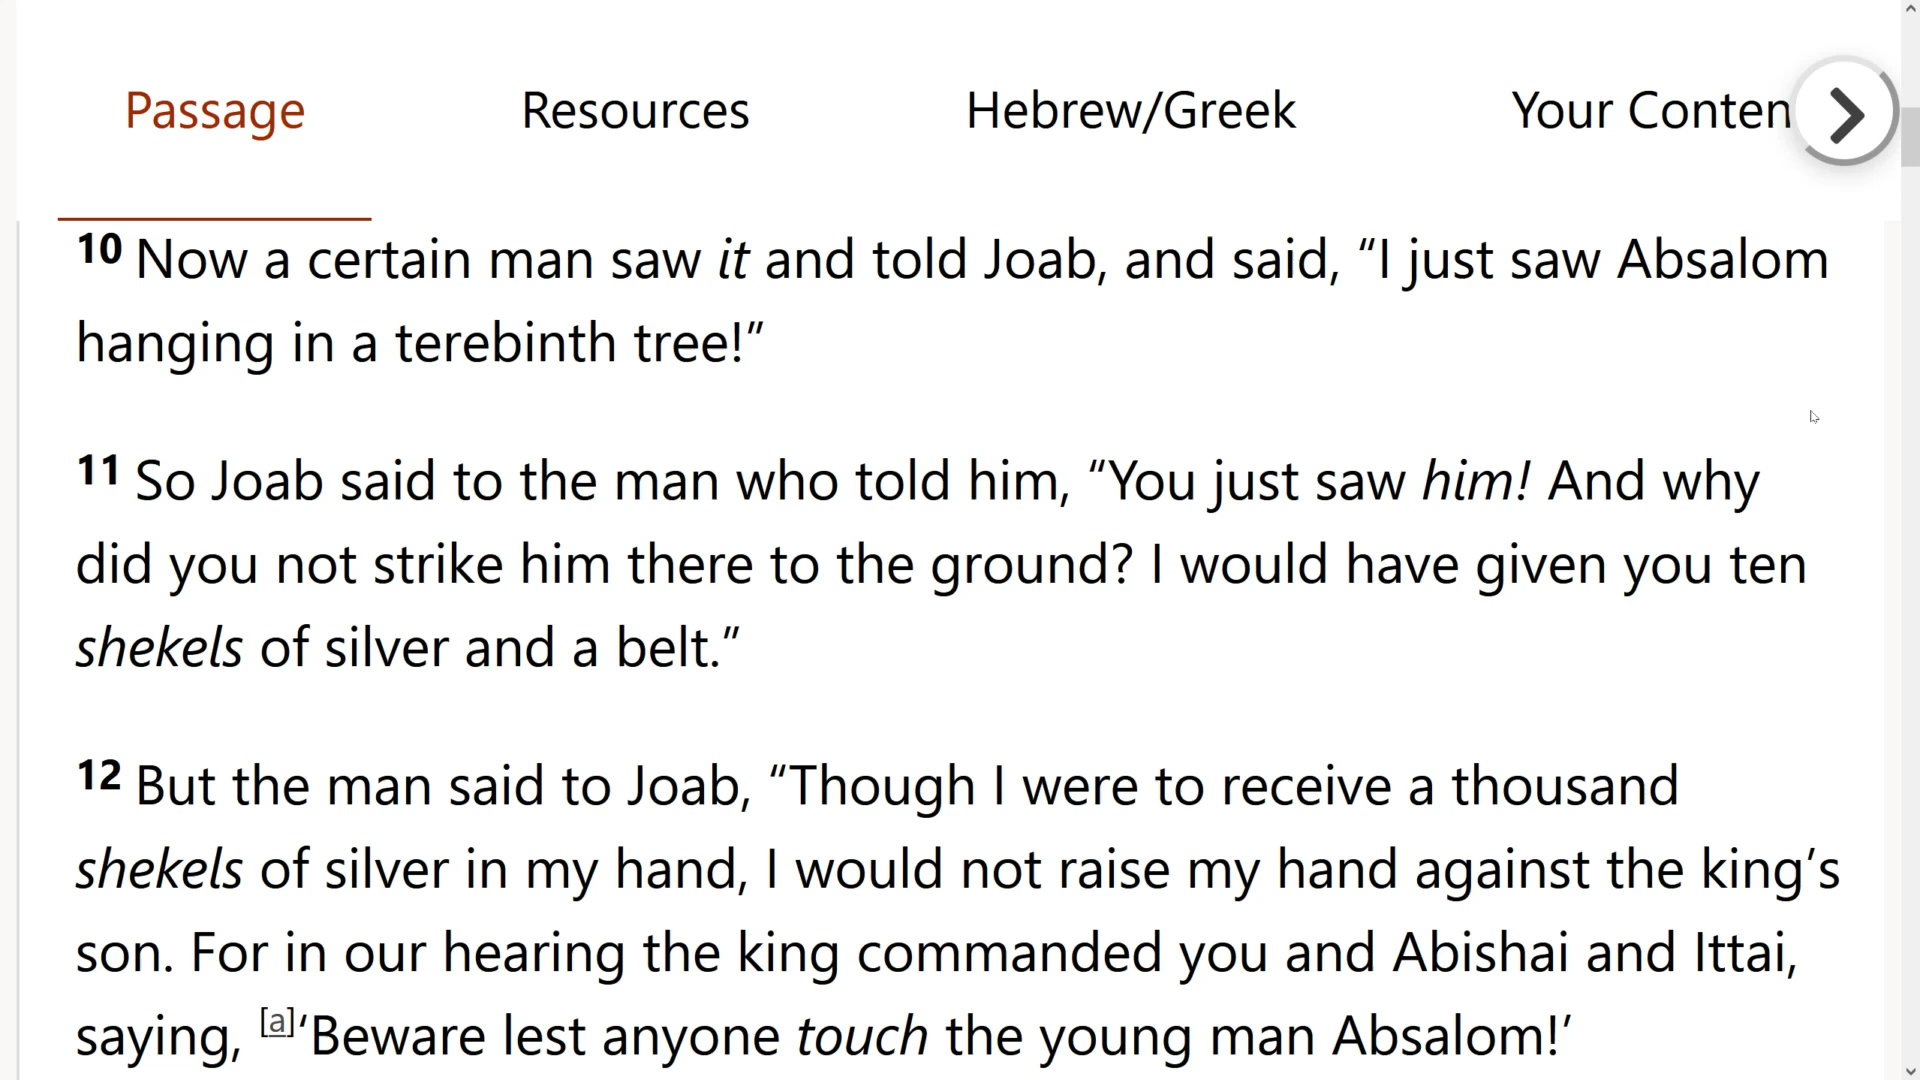 Passage Resources Hebrew/Greek Your Conten
10 Now a certain man saw it and told Joab, and said, “I just saw Absalom
hanging in a terebinth tree!”
11 So Joab said to the man who told him, “You just saw him! And why
did you not strike him there to the ground? I would have given you ten
shekels of silver and a belt.”
12 But the man said to Joab, “Though I were to receive a thousand
shekels of silver in my hand, I would not raise my hand against the king’s
son. For in our hearing the king commanded you and Abishai and Ittai,
saying, [a]‘Beware lest anyone touch the young man Absalom!’